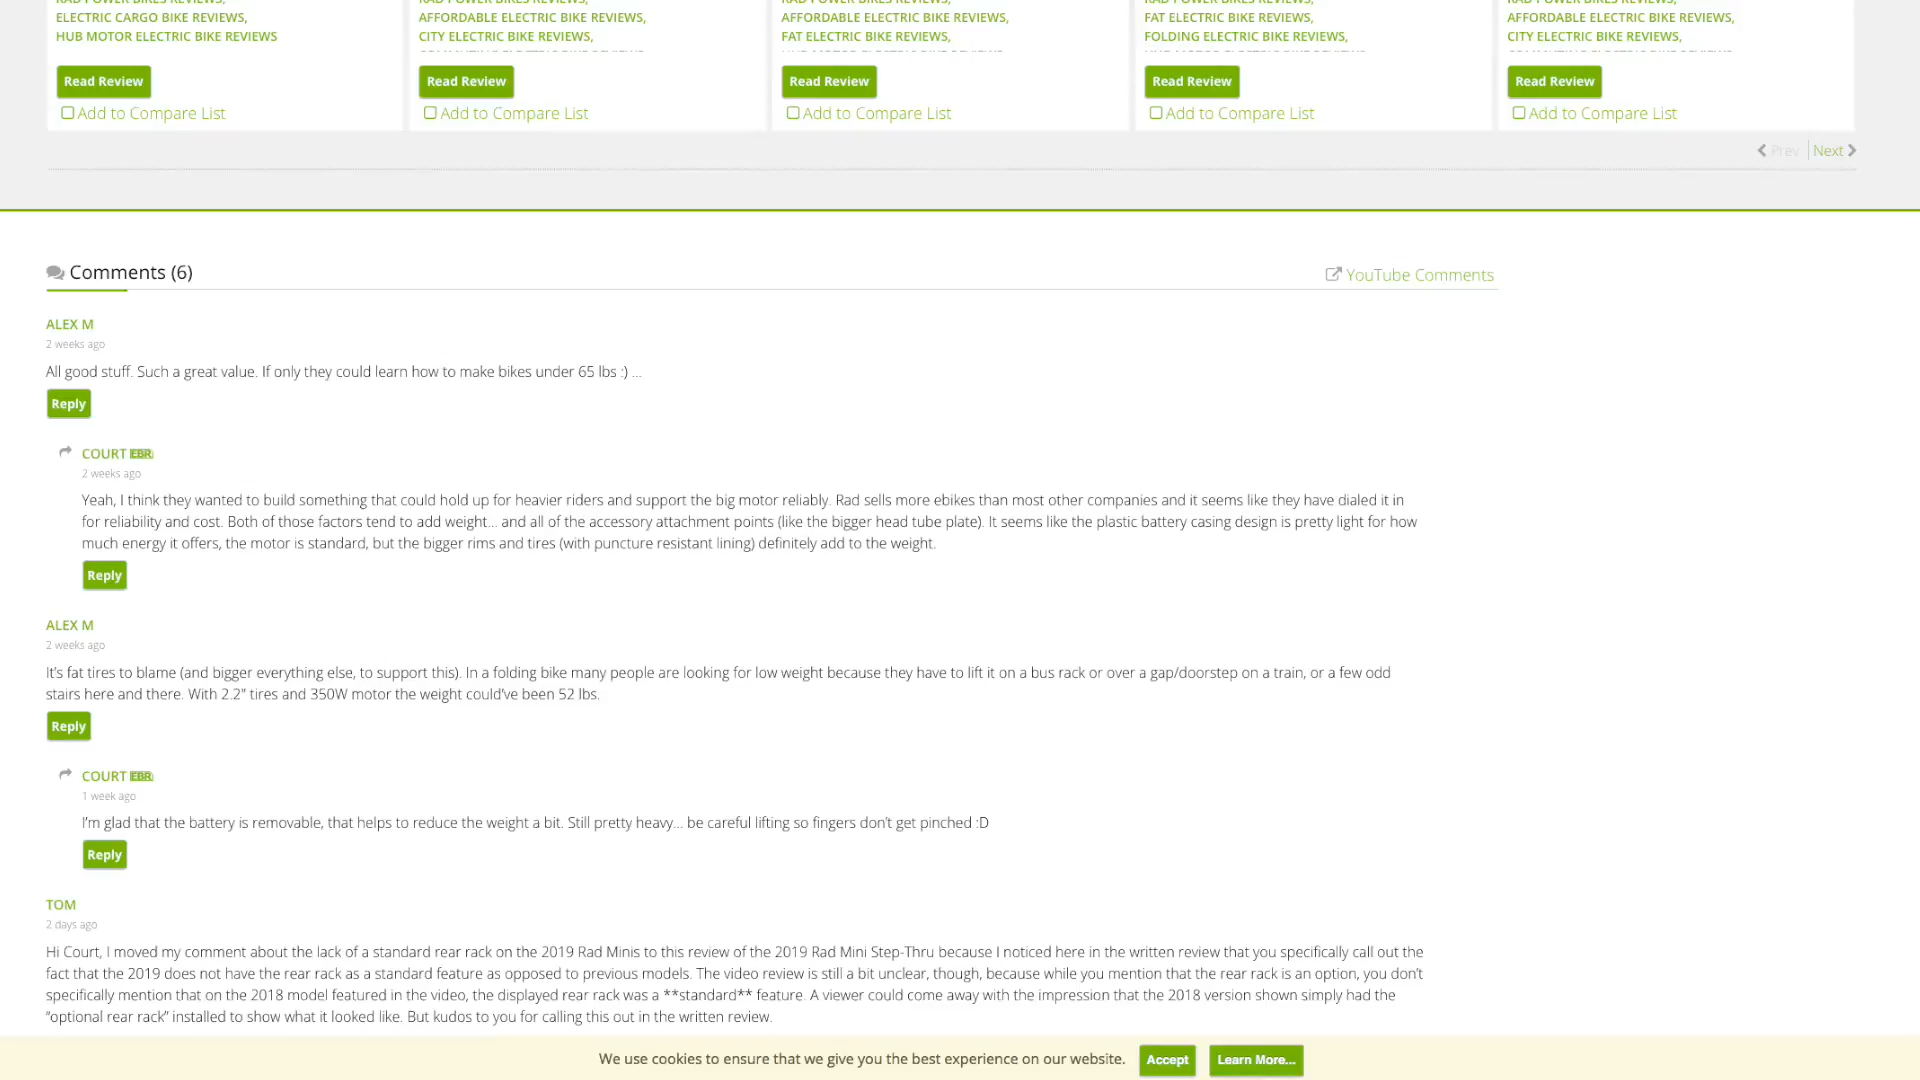 ELECTRIC CARGO BIKE REVIEWS,
HUB MOTOR ELECTRIC BIKE REVIEWS
Read Review
Add to Compare List
AFFORDABLE ELECTRIC BIKE REVIEWS,
CITY ELECTRIC BIKE REVIEWS,
Read Review
Add to Compare List
AFFORDABLE ELECTRIC BIKE REVIEWS,
FAT ELECTRIC BIKE REVIEWS,
Read Review
Add to Compare List
FAT ELECTRIC BIKE REVIEWS,
FOLDING ELECTRIC BIKE REVIEWS,
Read Review
Add to Compare List
AFFORDABLE ELECTRIC BIKE REVIEWS,
CITY ELECTRIC BIKE REVIEWS,
Read Review
Add to Compare List
Prev Next
Comments (6)
YouTube Comments
ALEX M
2 weeks ago
All good stuff. Such a great value. If only they could learn how to make bikes under 65 lbs :) ...
Reply
COURT EBR
2 weeks ago
Yeah, I think they wanted to build something that could hold up for heavier riders and support the big motor reliably. Rad sells more ebikes than most other companies and it seems like they have dialed it in
for reliability and cost. Both of those factors tend to add weight… and all of the accessory attachment points (like the bigger head tube plate). It seems like the plastic battery casing design is pretty light for how
much energy it offers, the motor is standard, but the bigger rims and tires (with puncture resistant lining) definitely add to the weight.
Reply
ALEX M
2 weeks ago
It’s fat tires to blame (and bigger everything else, to support this). In a folding bike many people are looking for low weight because they have to lift it on a bus rack or over a gap/doorstep on a train, or a few odd
stairs here and there. With 2.2" tires and 350W motor the weight could’ve been 52 lbs.
Reply
COURT EBR
1 week ago
I’m glad that the battery is removable, that helps to reduce the weight a bit. Still pretty heavy… be careful lifting so fingers don’t get pinched :D
Reply
TOM
2 days ago
Hi Court, I moved my comment about the lack of a standard rear rack on the 2019 Rad Minis to this review of the 2019 Rad Mini Step-Thru because I noticed here in the written review that you specifically call out the
fact that the 2019 does not have the rear rack as a standard feature as opposed to previous models. The video review is still a bit unclear, though, because while you mention that the rear rack is an option, you don’t
specifically mention that on the 2018 model featured in the video, the displayed rear rack was a **standard** feature. A viewer could come away with the impression that the 2018 version shown simply had the
“optional rear rack” installed to show what it looked like. But kudos to you for calling this out in the written review.
We use cookies to ensure that we give you the best experience on our website.
Accept
Learn More...